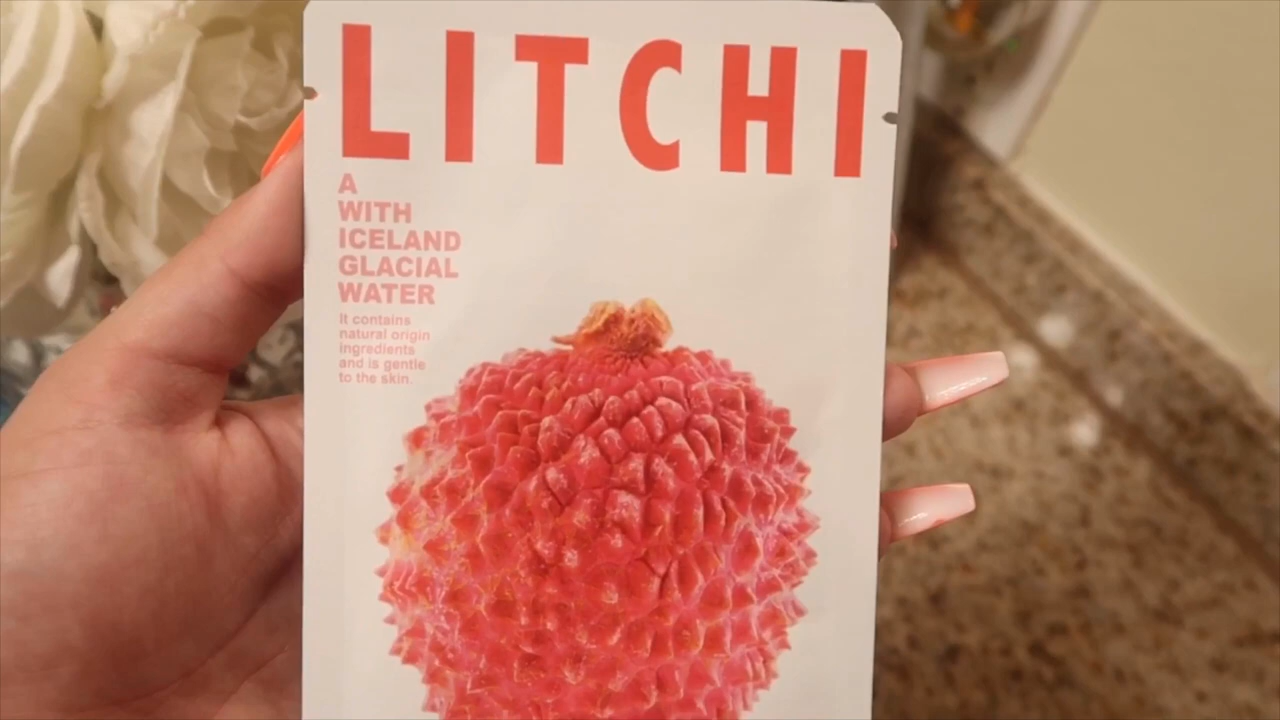 LITCHI
A
WITH
ICELAND
GLACIAL
WATER
It contains
natural origin
ingredients
and is gentle
to the skin.